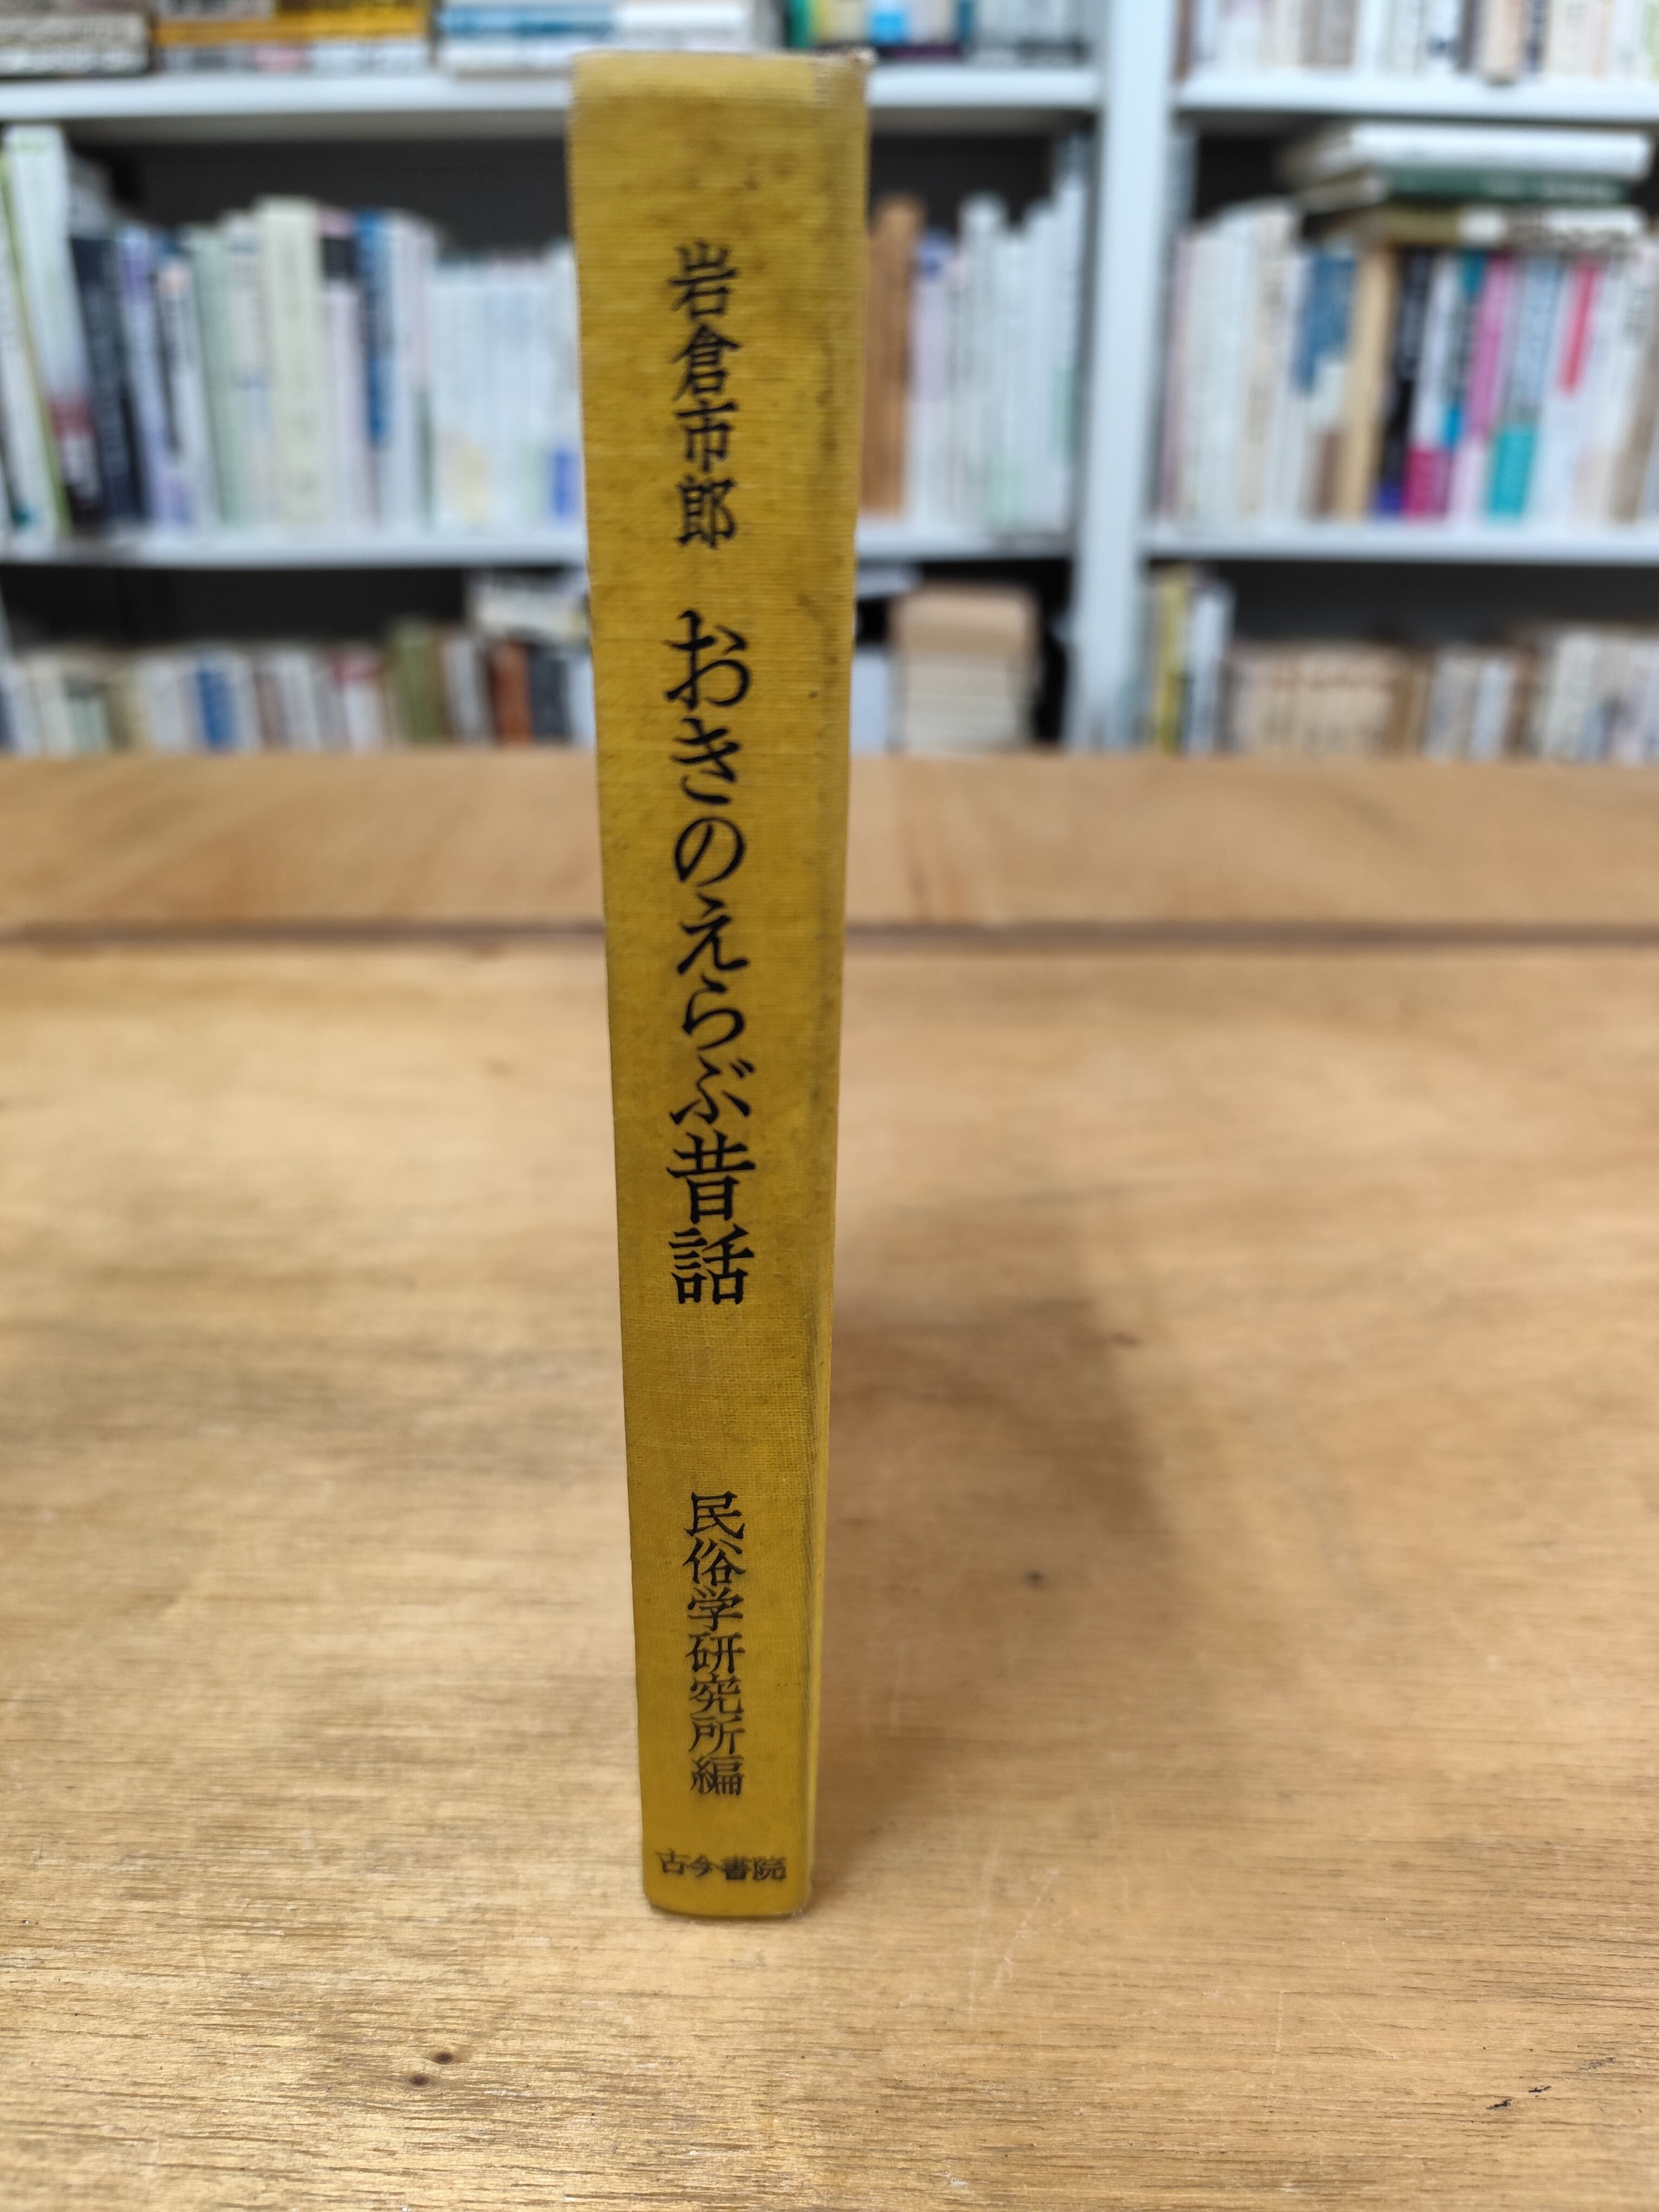 岩倉市郎
おきのえらぶ昔話
民俗学研究所編
古今書院